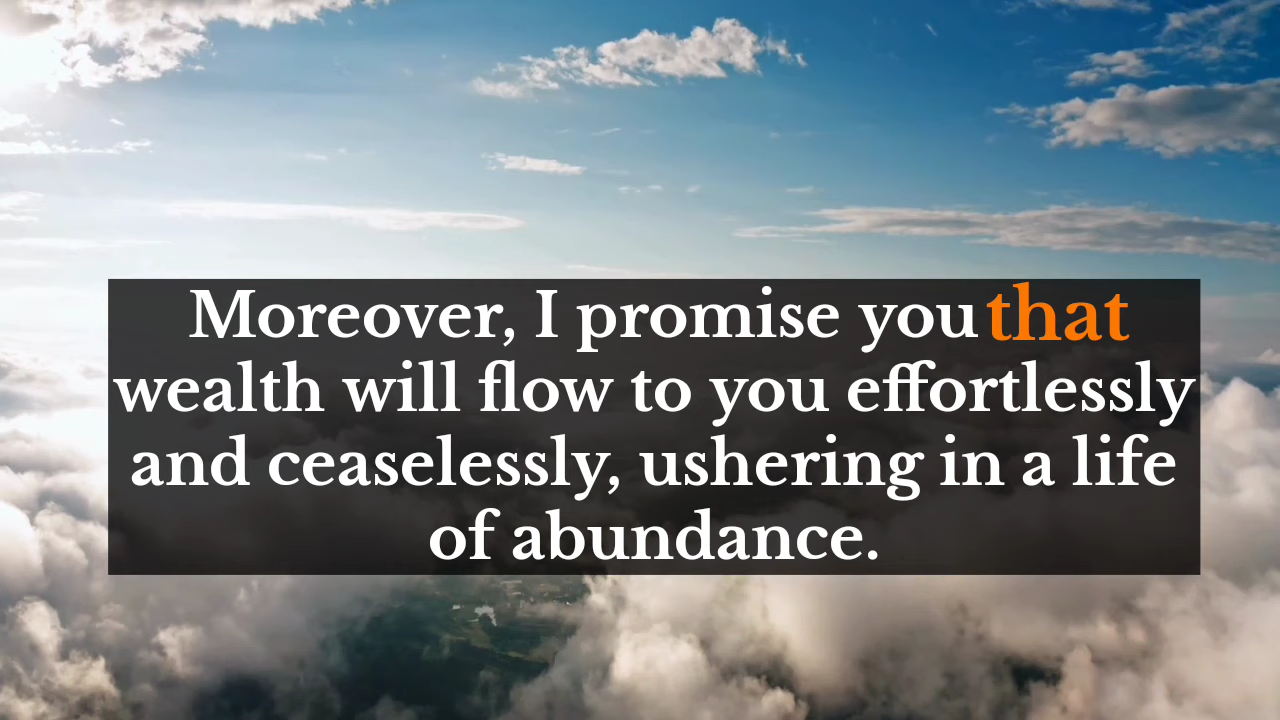 Moreover, I promise you that
wealth will flow to you effortlessly
and ceaselessly, ushering in a life
of abundance.